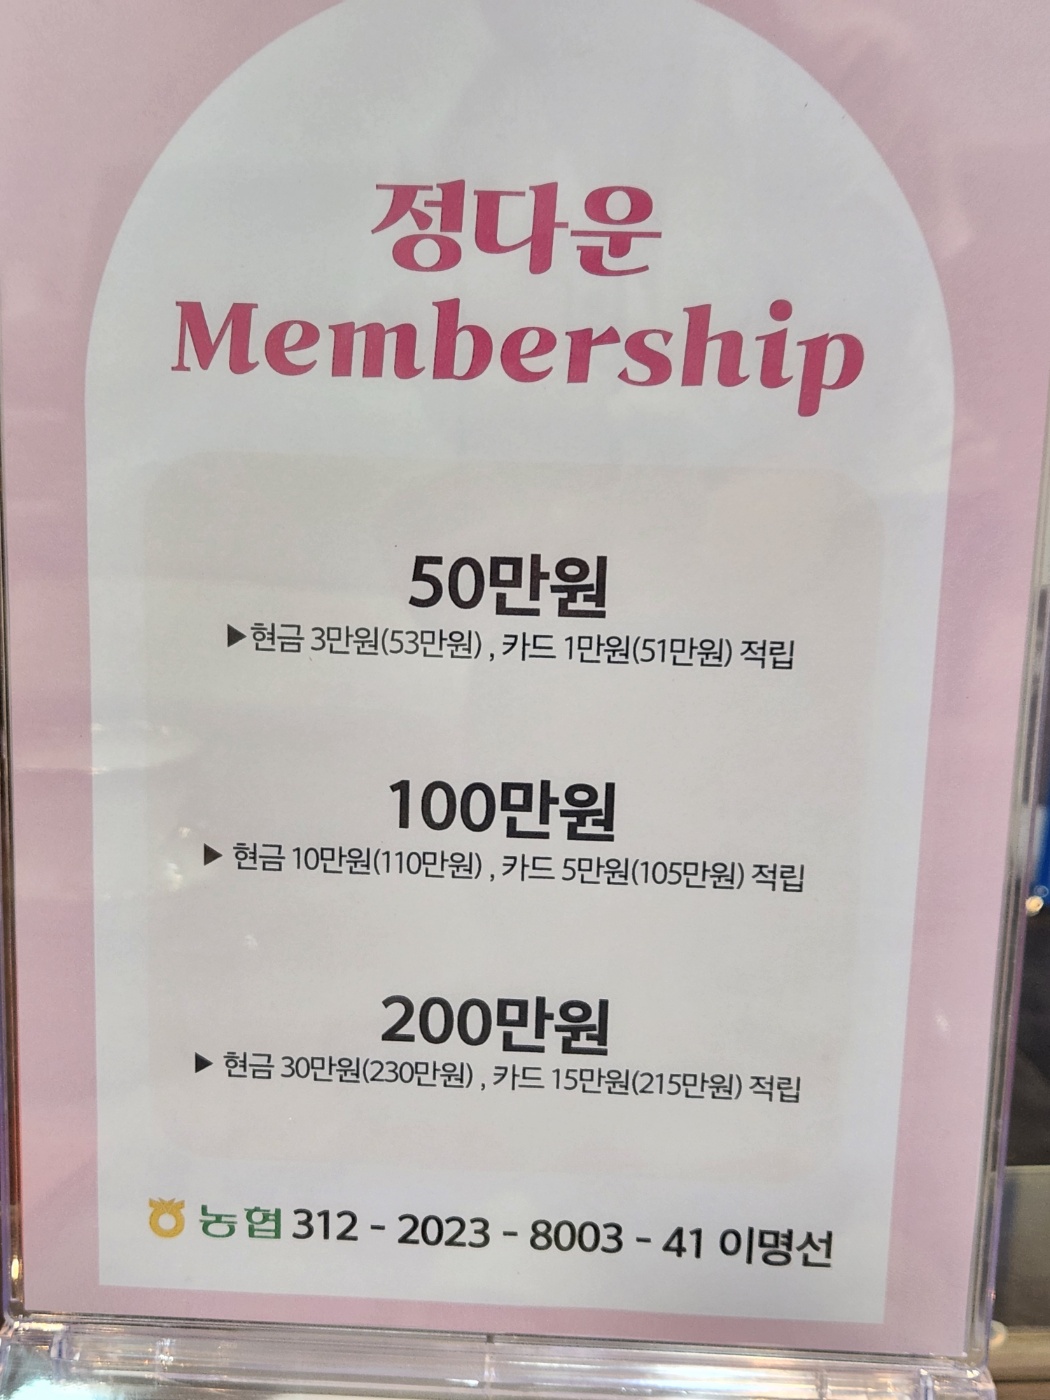 정다운
Membership
50만원
▶현금 3만원(53만원) , 카드 1만원(51만원) 적립
100만원
▶ 현금 10만원(110만원) , 카드 5만원(105만원) 적립
200만원
▶ 현금 30만원(230만원) , 카드 15만원(215만원) 적립
농협 312 - 2023 - 8003 - 41 이명선